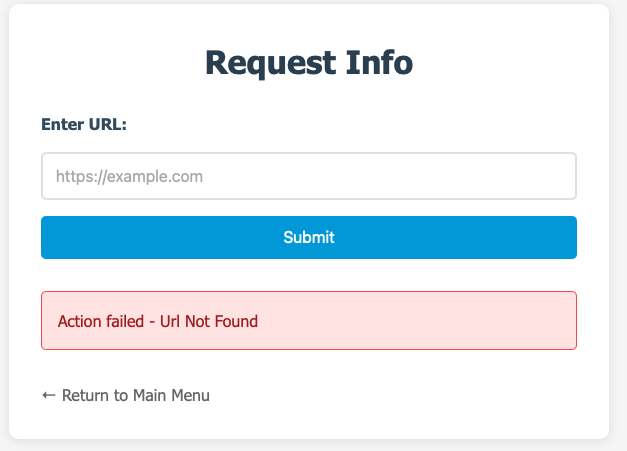 Request Info
Enter URL:
https://example.com
Submit
Action failed - Url Not Found
← Return to Main Menu